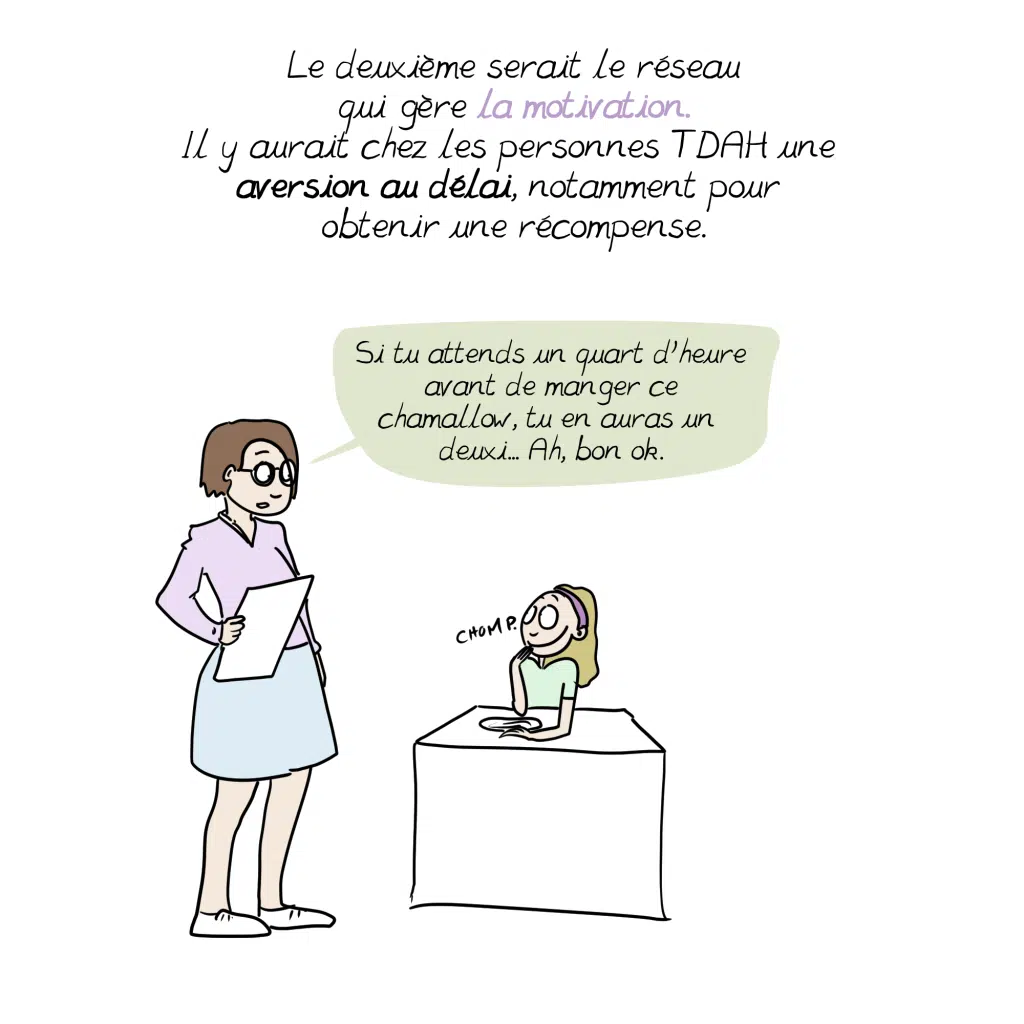 Le deuxième serait le réseau
qui gère la motivation.
Il y aurait chez les personnes TDAH une
aversion au délai, notamment pour
obtenir une récompense.
Si tu attends un quart d'heure
avant de manger ce
chamallow, tu en auras un
deuxi... Ah, bon ok.
CHOMP.